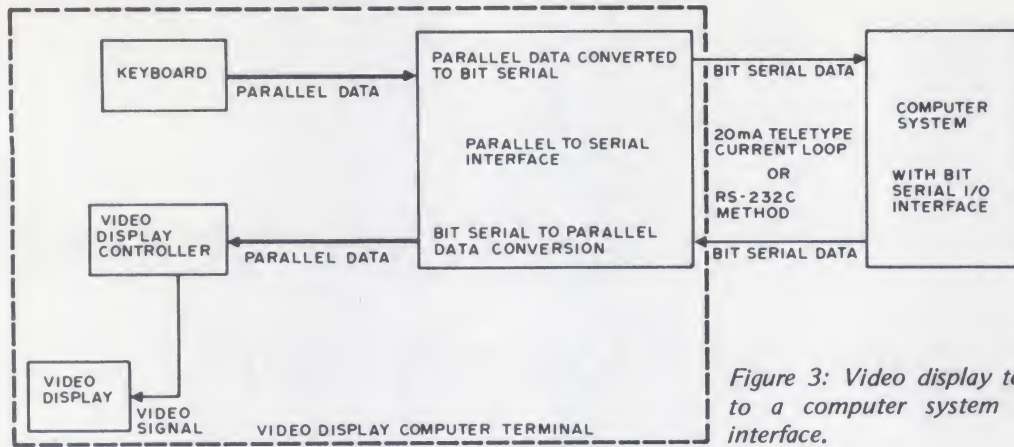 KEYBOARD
PARALLEL DATA
PARALLEL DATA CONVERTED
TO BIT SERIAL
PARALLEL TO SERIAL
INTERFACE
BIT SERIAL TO PARALLEL
DATA CONVERSION
BIT SERIAL DATA
20mA TELETYPE
CURRENT LOOP
OR
RS-232C
METHOD
BIT SERIAL DATA
COMPUTER
SYSTEM
WITH BIT
SERIAL I/O
INTERFACE
VIDEO
DISPLAY
CONTROLLER
PARALLEL DATA
VIDEO
DISPLAY
VIDEO
SIGNAL
VIDEO DISPLAY COMPUTER TERMINAL
Figure 3: Video display
to a computer system
interface.